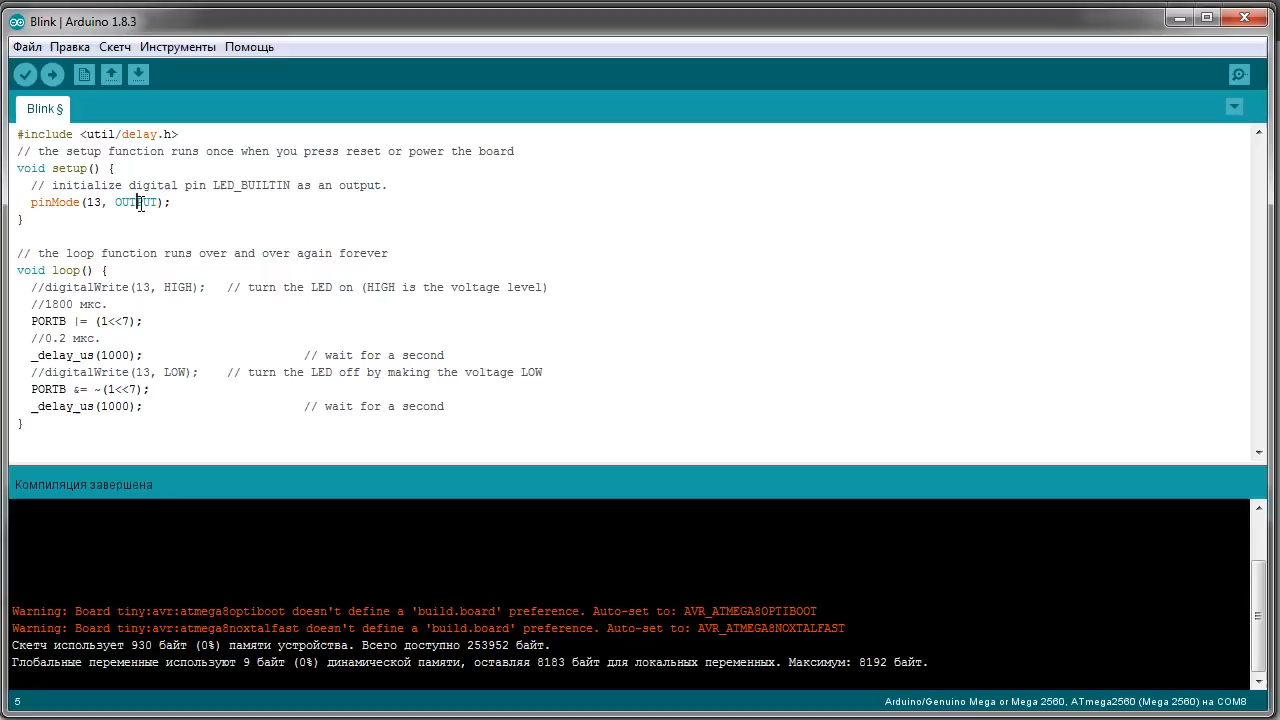 Blink | Arduino 1.8.3
Файл Правка Скетч Инструменты Помощь
Blink §
#include <util/delay.h>
// the setup function runs once when you press reset or power the board
void setup() {
  // initialize digital pin LED_BUILTIN as an output.
  pinMode(13, OUTPUT);
}
// the loop function runs over and over again forever
void loop() {
  //digitalWrite(13, HIGH);   // turn the LED on (HIGH is the voltage level)
  //1800 мкс.
  PORTB |= (1<<7);
  //0.2 мкс.
  _delay_us(1000);                       // wait for a second
  //digitalWrite(13, LOW);    // turn the LED off by making the voltage LOW
  PORTB &= ~(1<<7);
  _delay_us(1000);                       // wait for a second
}
Компиляция завершена
Warning: Board tiny:avr:atmega8optiboot doesn't define a 'build.board' preference. Auto-set to: AVR_ATMEGA8OPTIBOOT
Warning: Board tiny:avr:atmega8noxtalfast doesn't define a 'build.board' preference. Auto-set to: AVR_ATMEGA8NOXTALFAST
Скетч использует 930 байт (0%) памяти устройства. Всего доступно 253952 байт.
Глобальные переменные используют 9 байт (0%) динамической памяти, оставляя 8183 байт для локальных переменных. Максимум: 8192 байт.
5 Arduino/Genuino Mega or Mega 2560, ATmega2560 (Mega 2560) на COM8